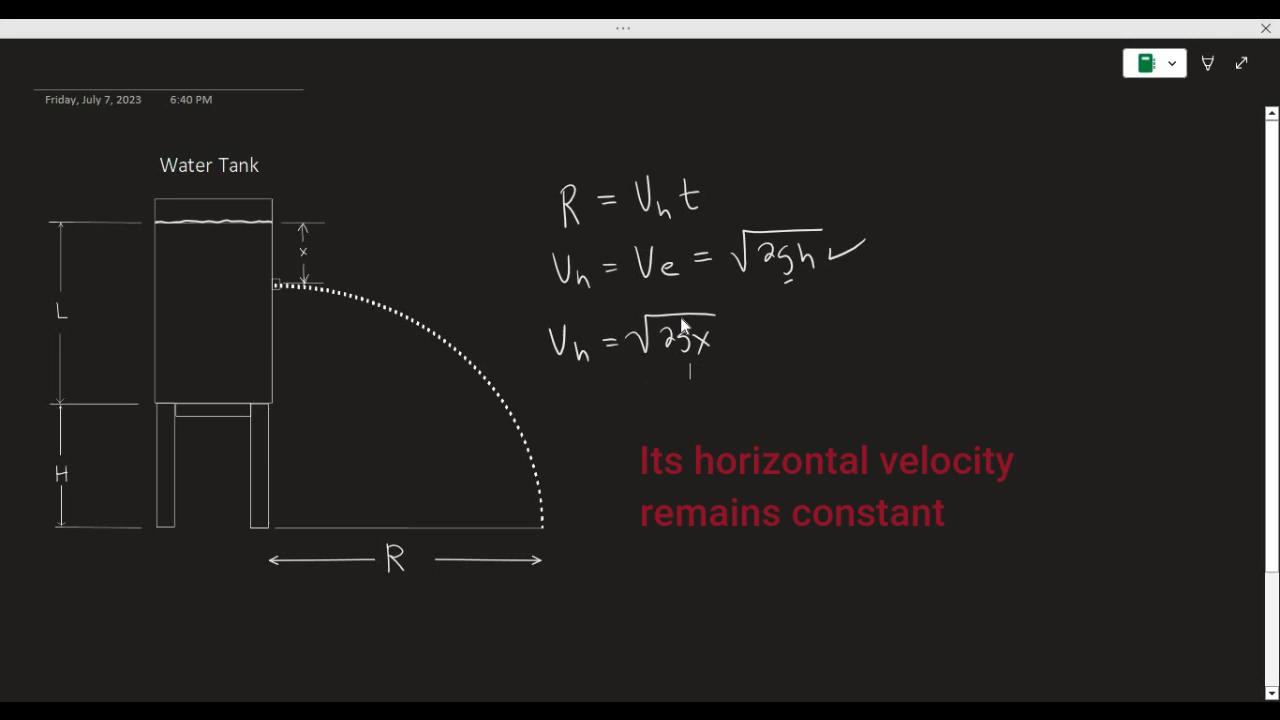 Friday, July 7, 2023 6:40 PM
Water Tank
x
L
H
R
R = Vₕ t
Vₕ = Ve = √2gh ✓
Vₕ = √2gx
Its horizontal velocity
remains constant